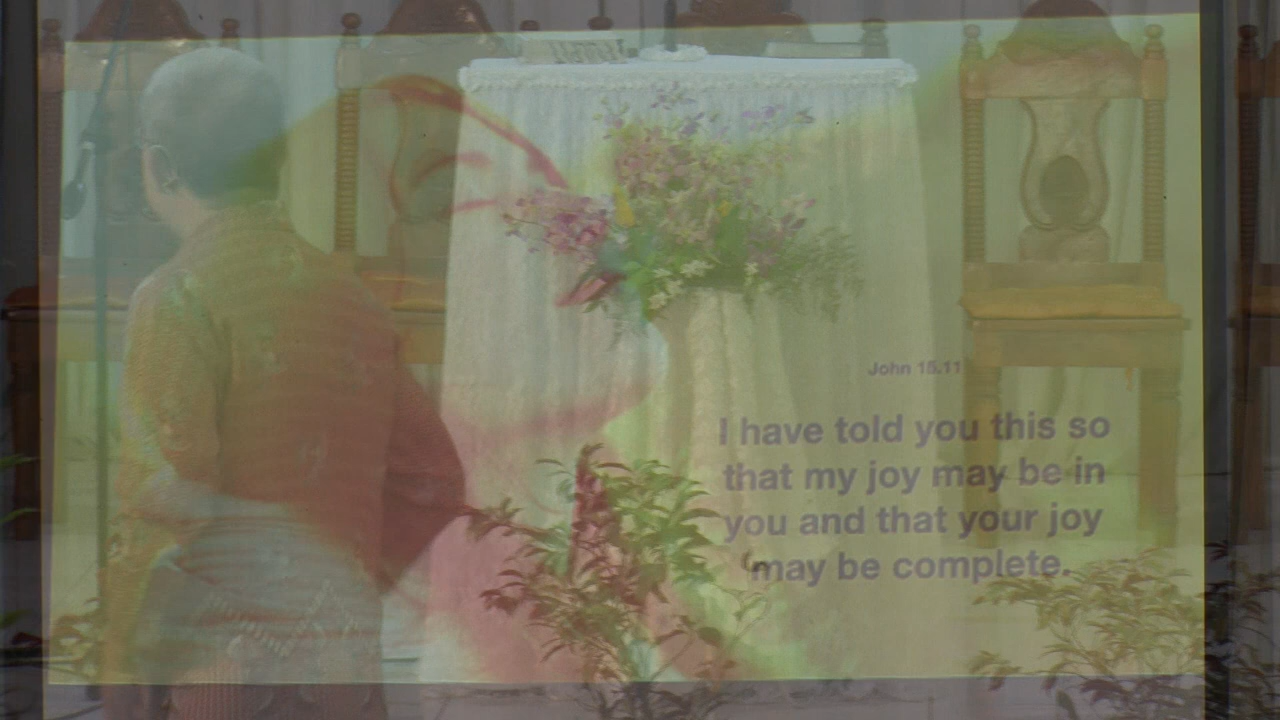 John 15.11
I have told you this so
that my joy may be in
you and that your joy
may be complete.